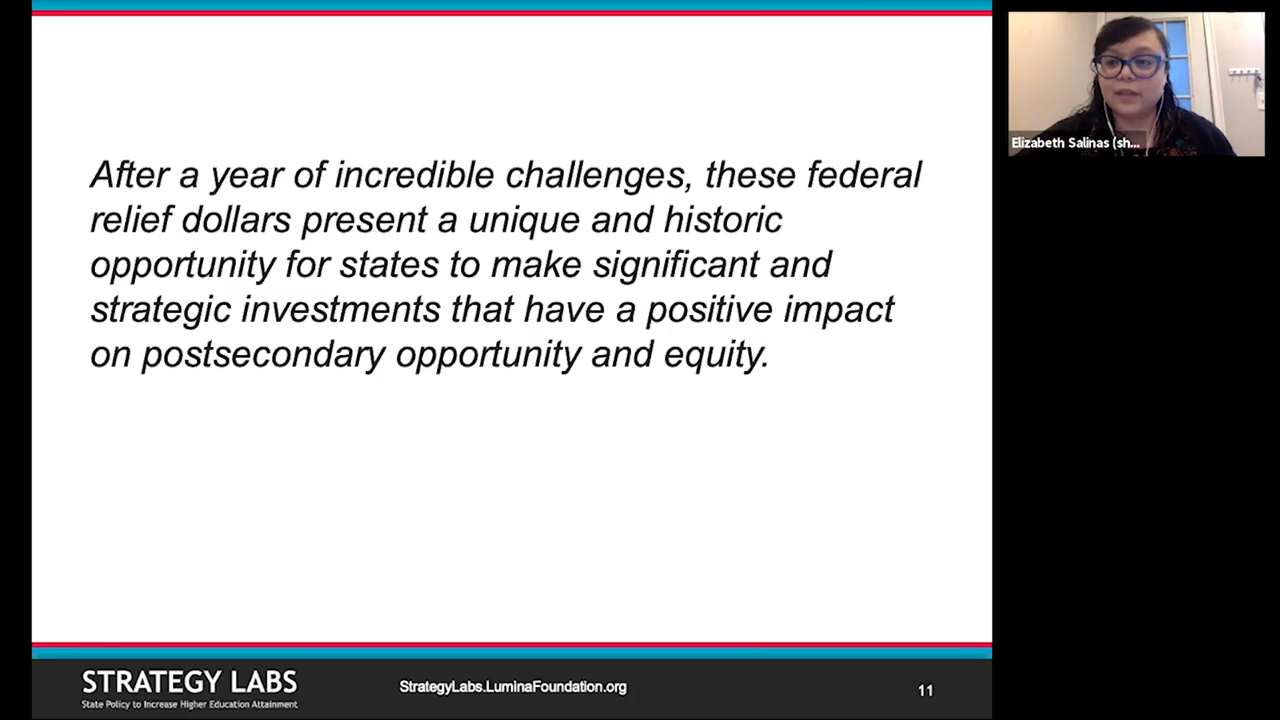 After a year of incredible challenges, these federal
relief dollars present a unique and historic
opportunity for states to make significant and
strategic investments that have a positive impact
on postsecondary opportunity and equity.
Elizabeth Salinas (sh...
STRATEGY LABS
State Policy to Increase Higher Education Attainment
StrategyLabs.LuminaFoundation.org
11